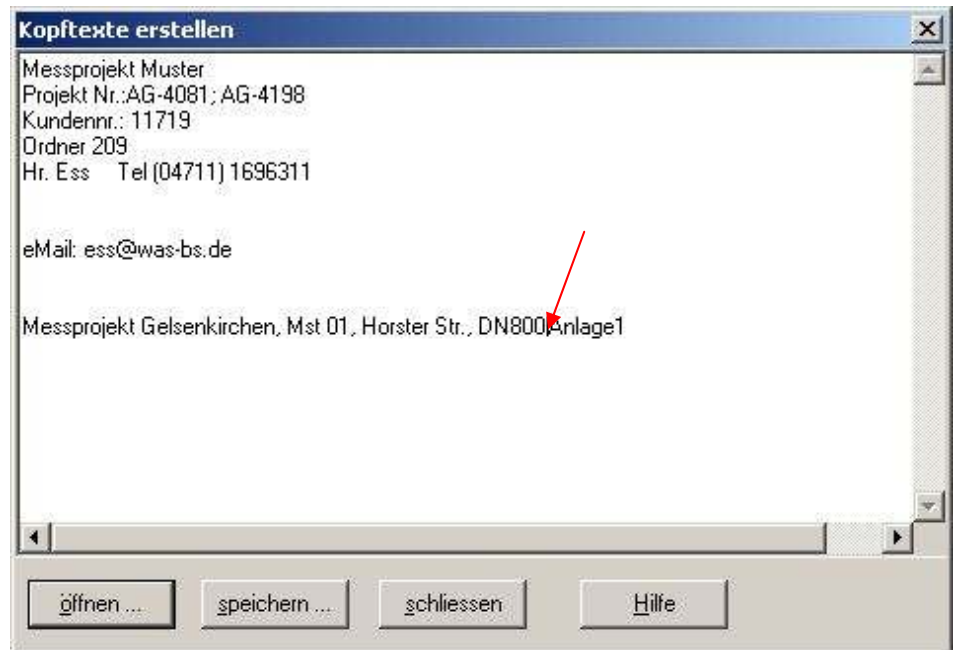 Kopftexte erstellen
Messprojekt Muster
Projekt Nr.:AG-4081; AG-4198
Kundennr.: 11719
Ordner 209
Hr. Ess Tel (04711) 1696311
eMail: ess@was-bs.de
Messprojekt Gelsenkirchen, Mst 01, Horster Str., DN800|Anlage1
öffnen ... speichern ... schliessen Hilfe